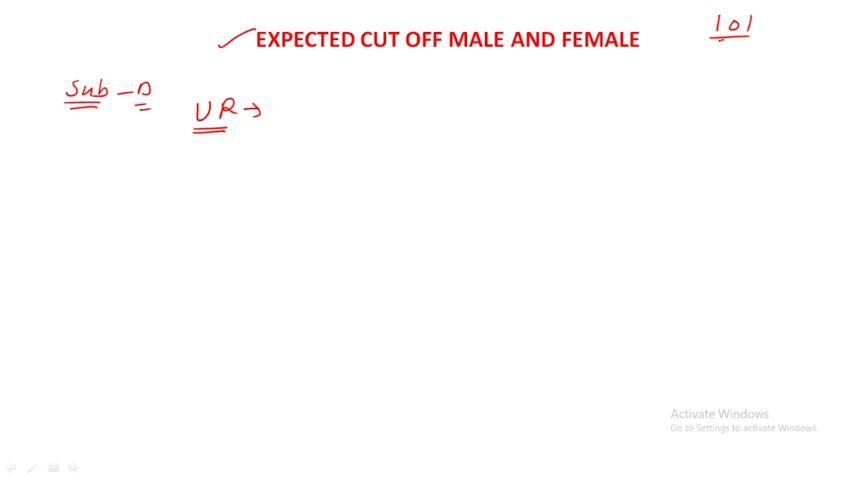 101
EXPECTED CUT OFF MALE AND FEMALE
Sub - D
UR →
Activate Windows
Go to Settings to activate Windows.